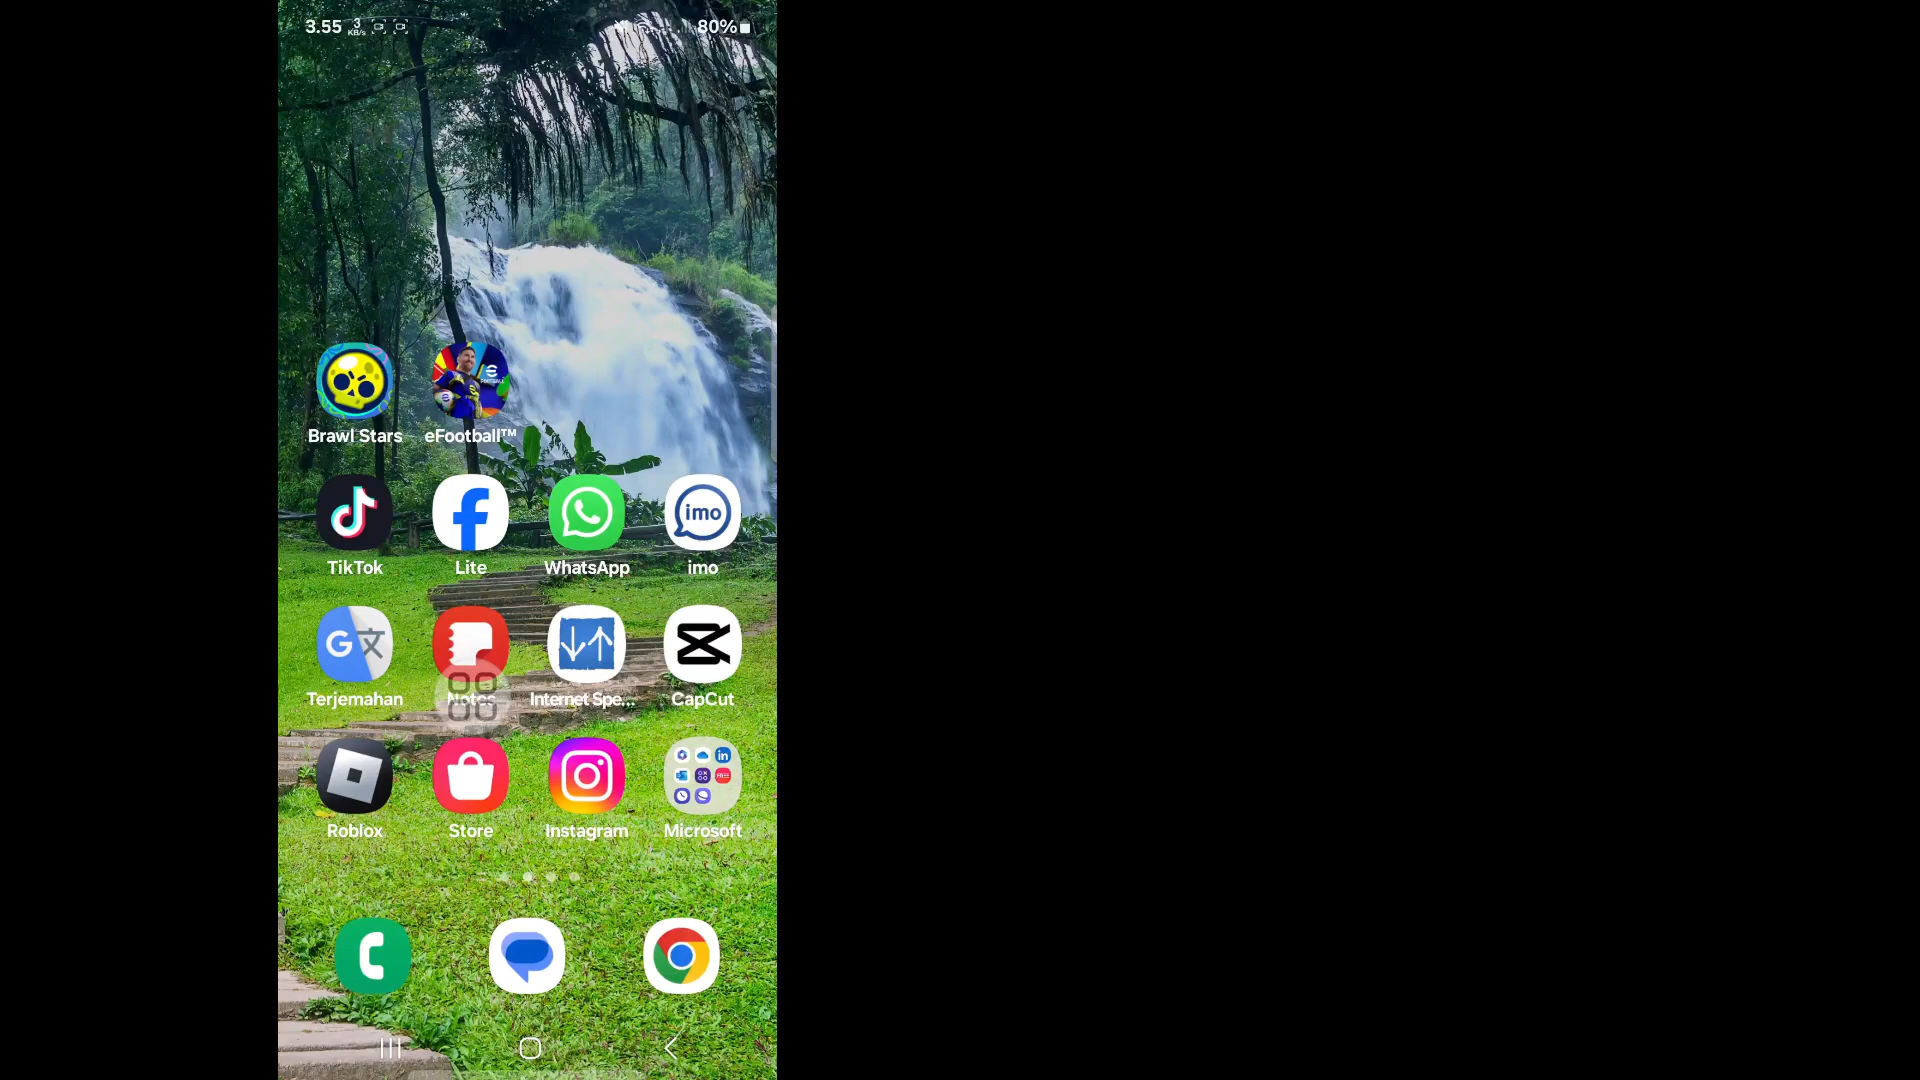 3.55 3 KB/s 80%
Brawl Stars eFootball™
TikTok Lite WhatsApp imo
Terjemahan Notes Internet Spe... CapCut
Roblox Store Instagram Microsoft